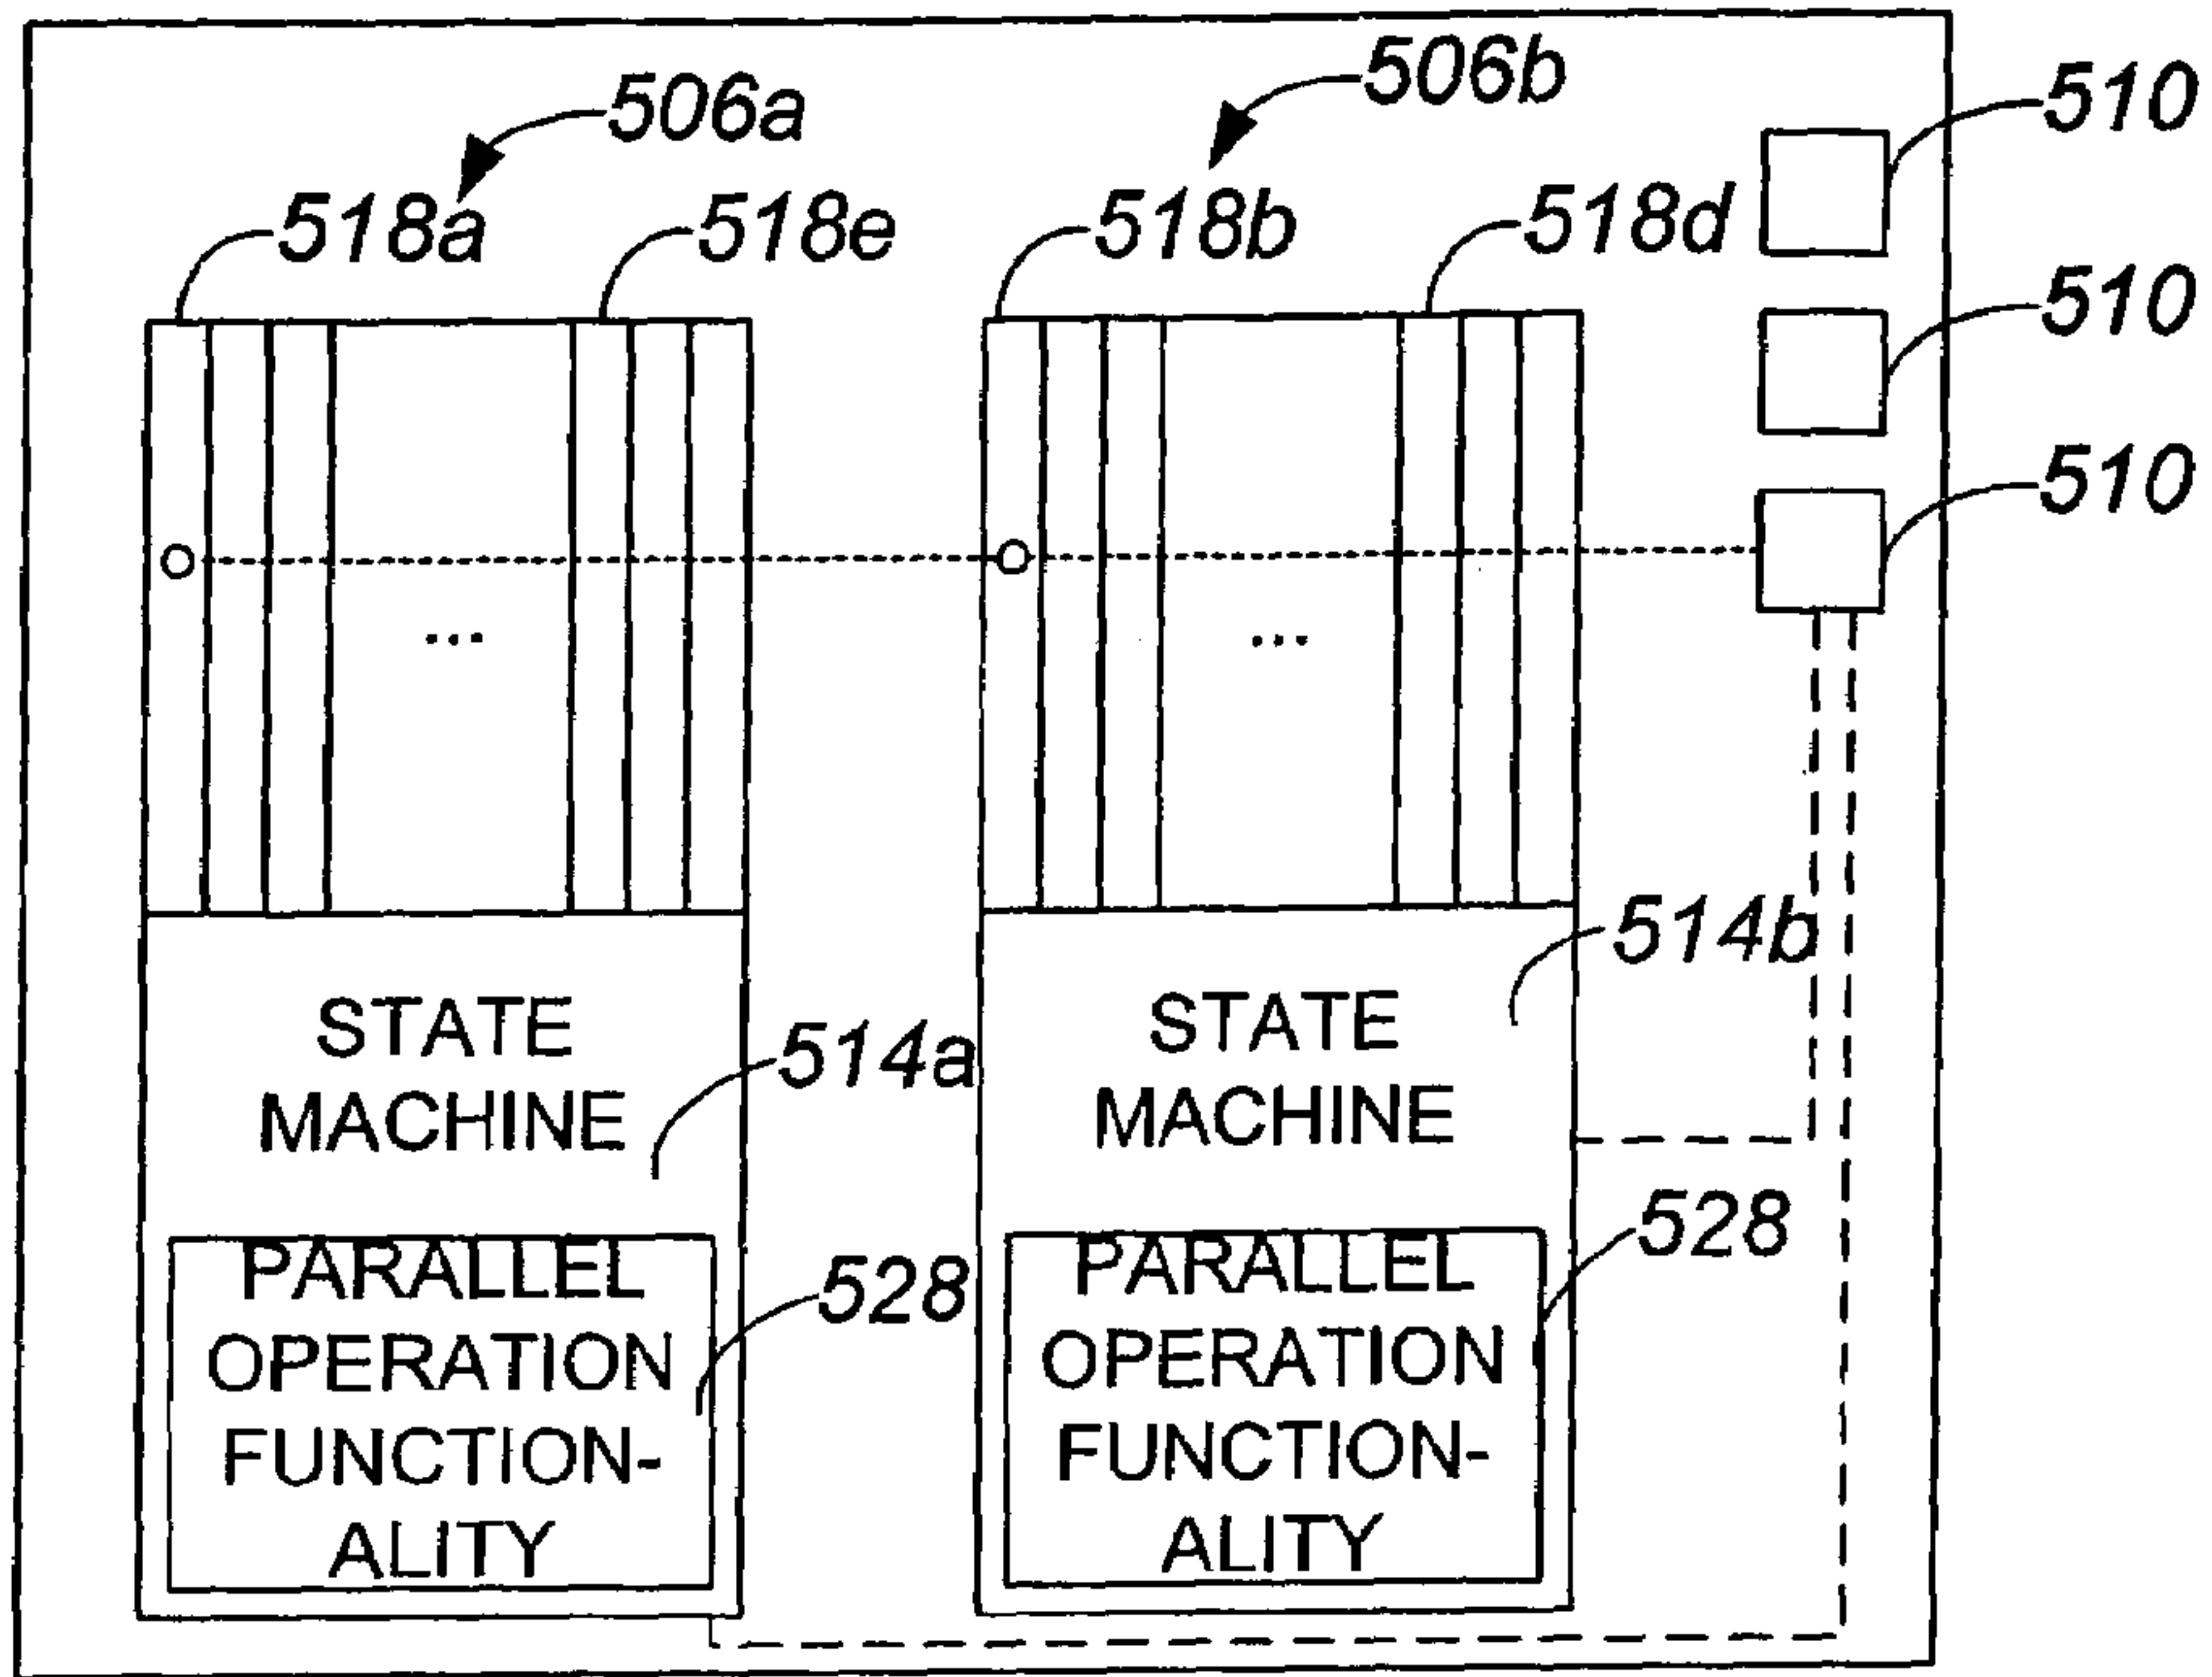 506a
506b
510
518a
518e
518b
518d
510
510
...
...
514b
STATE
MACHINE
514a
STATE
MACHINE
528
PARALLEL
OPERATION
FUNCTION-
ALITY
528
PARALLEL
OPERATION
FUNCTION-
ALITY